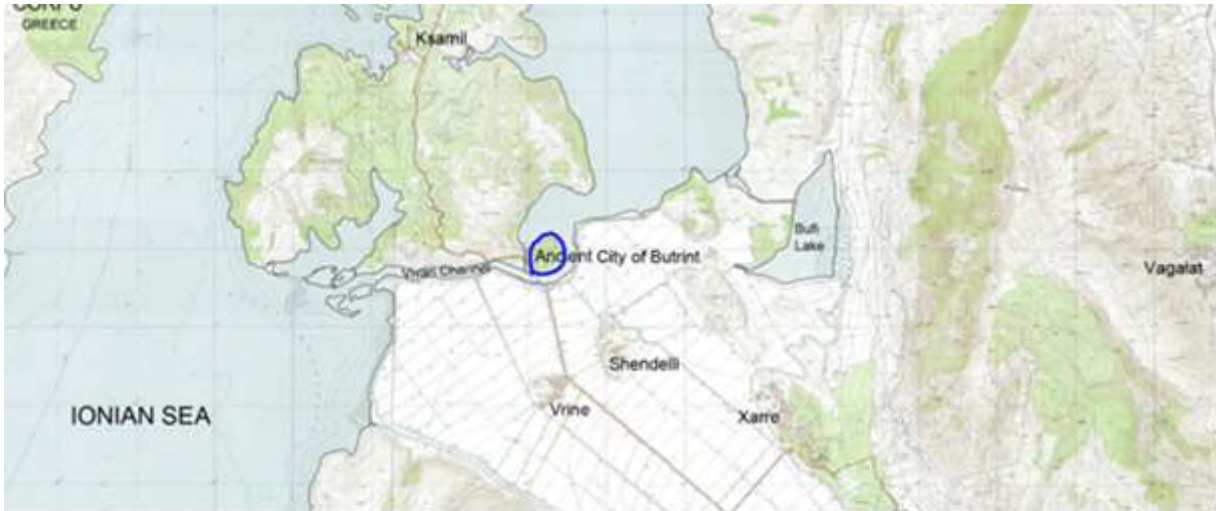 CORFU
GREECE
Ksamil
Ancient City of Butrint
Vivari Channel
Bufi
Lake
Vagalat
Shendelli
Vrine
Xarre
IONIAN SEA